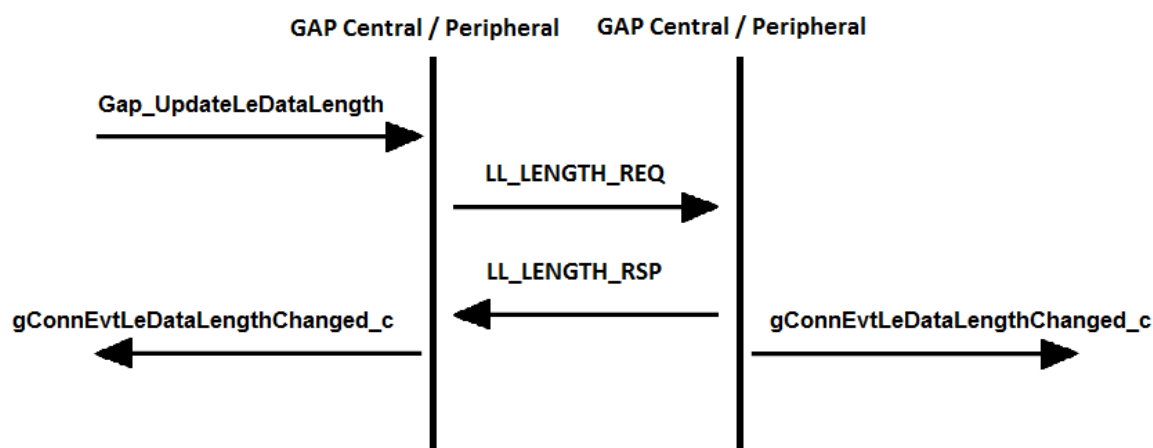 GAP Central / Peripheral
GAP Central / Peripheral
Gap_UpdateLeDataLength
LL_LENGTH_REQ
LL_LENGTH_RSP
gConnEvtLeDataLengthChanged_c
gConnEvtLeDataLengthChanged_c